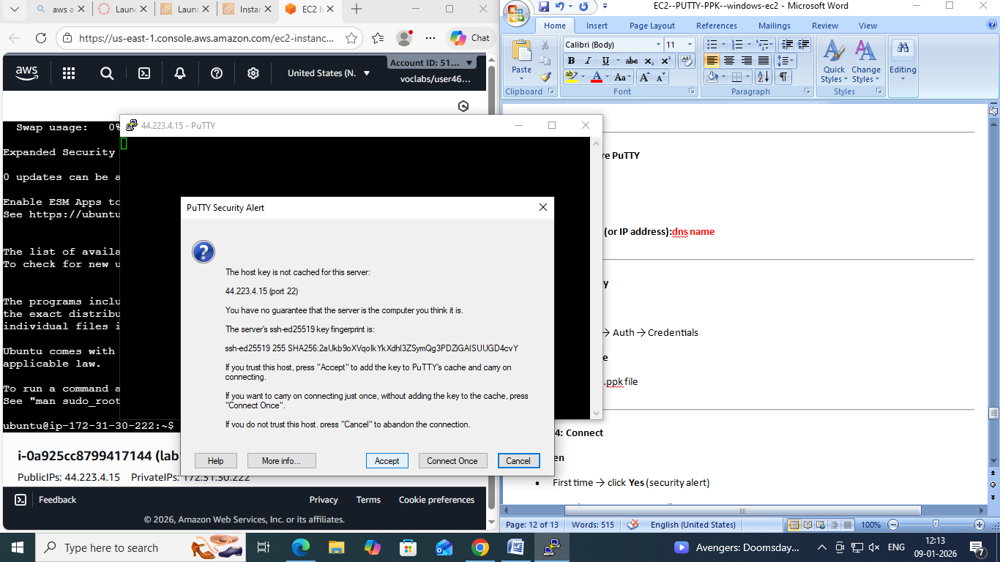 aws a
Launc
Launc
Instar
EC2 In
https://us-east-1.console.aws.amazon.com/ec2-instanc...
Chat
aws
United States (N.
Account ID: 51...
voclabs/user46...
Swap usage: 0%
Expanded Security
0 updates can be a
Enable ESM Apps to
See https://ubuntu
The list of availa
To check for new u
The programs inclu
the exact distribu
individual files i
Ubuntu comes with
applicable law.
To run a command a
See "man sudo_root
ubuntu@ip-172-31-30-222:~$
i-0a925cc8799417144 (lab
PublicIPs: 44.223.4.15 PrivateIPs: 172.31.30.222
Feedback
Privacy
Terms
Cookie preferences
© 2026, Amazon Web Services, Inc. or its affiliates.
44.223.4.15 - PuTTY
PuTTY Security Alert
The host key is not cached for this server:
44.223.4.15 (port 22)
You have no guarantee that the server is the computer you think it is.
The server's ssh-ed25519 key fingerprint is:
If you trust this host, press "Accept" to add the key to PuTTY's cache and carry on
connecting.
If you want to carry on connecting just once, without adding the key to the cache, press
"Connect Once".
If you do not trust this host, press "Cancel" to abandon the connection.
Help
More info...
Accept
Connect Once
Cancel
EC2--PUTTY-PPK--windows-ec2 - Microsoft Word
Home
Insert
Page Layout
References
Mailings
Review
View
Paste
Clipboard
Calibri (Body)
11
Font
Paragraph
Quick Styles
Change Styles
Styles
Editing
re PuTTY
(or IP address):dns name
y
→ Auth → Credentials
e
.ppk file
4: Connect
en
• First time → click Yes (security alert)
Page: 12 of 13
Words: 515
English (United States)
100%
Type here to search
Avengers: Doomsday...
ENG
12:13
09-01-2026
7